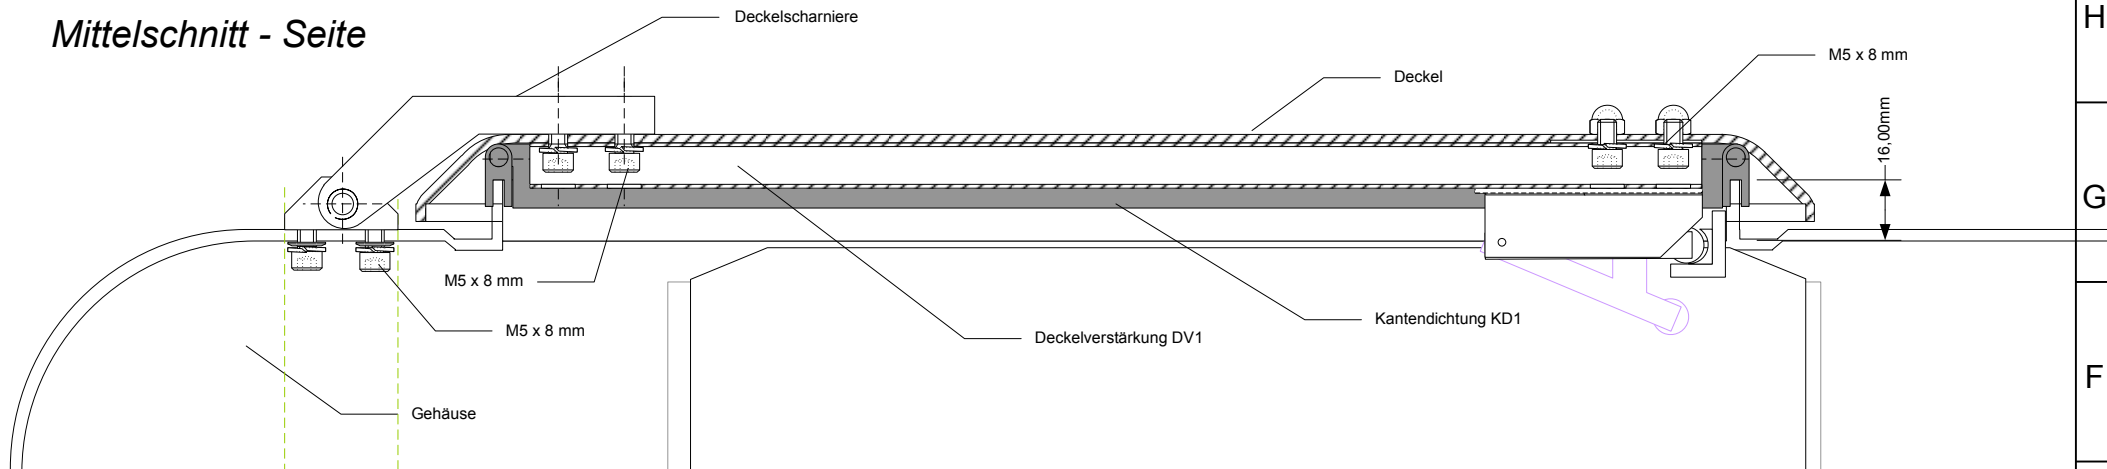 Mittelschnitt - Seite
Deckelscharniere
H
M5 x 8 mm
Deckel
16,00mm
G
M5 x 8 mm
Kantendichtung KD1
M5 x 8 mm
Deckelverstärkung DV1
F
Gehäuse